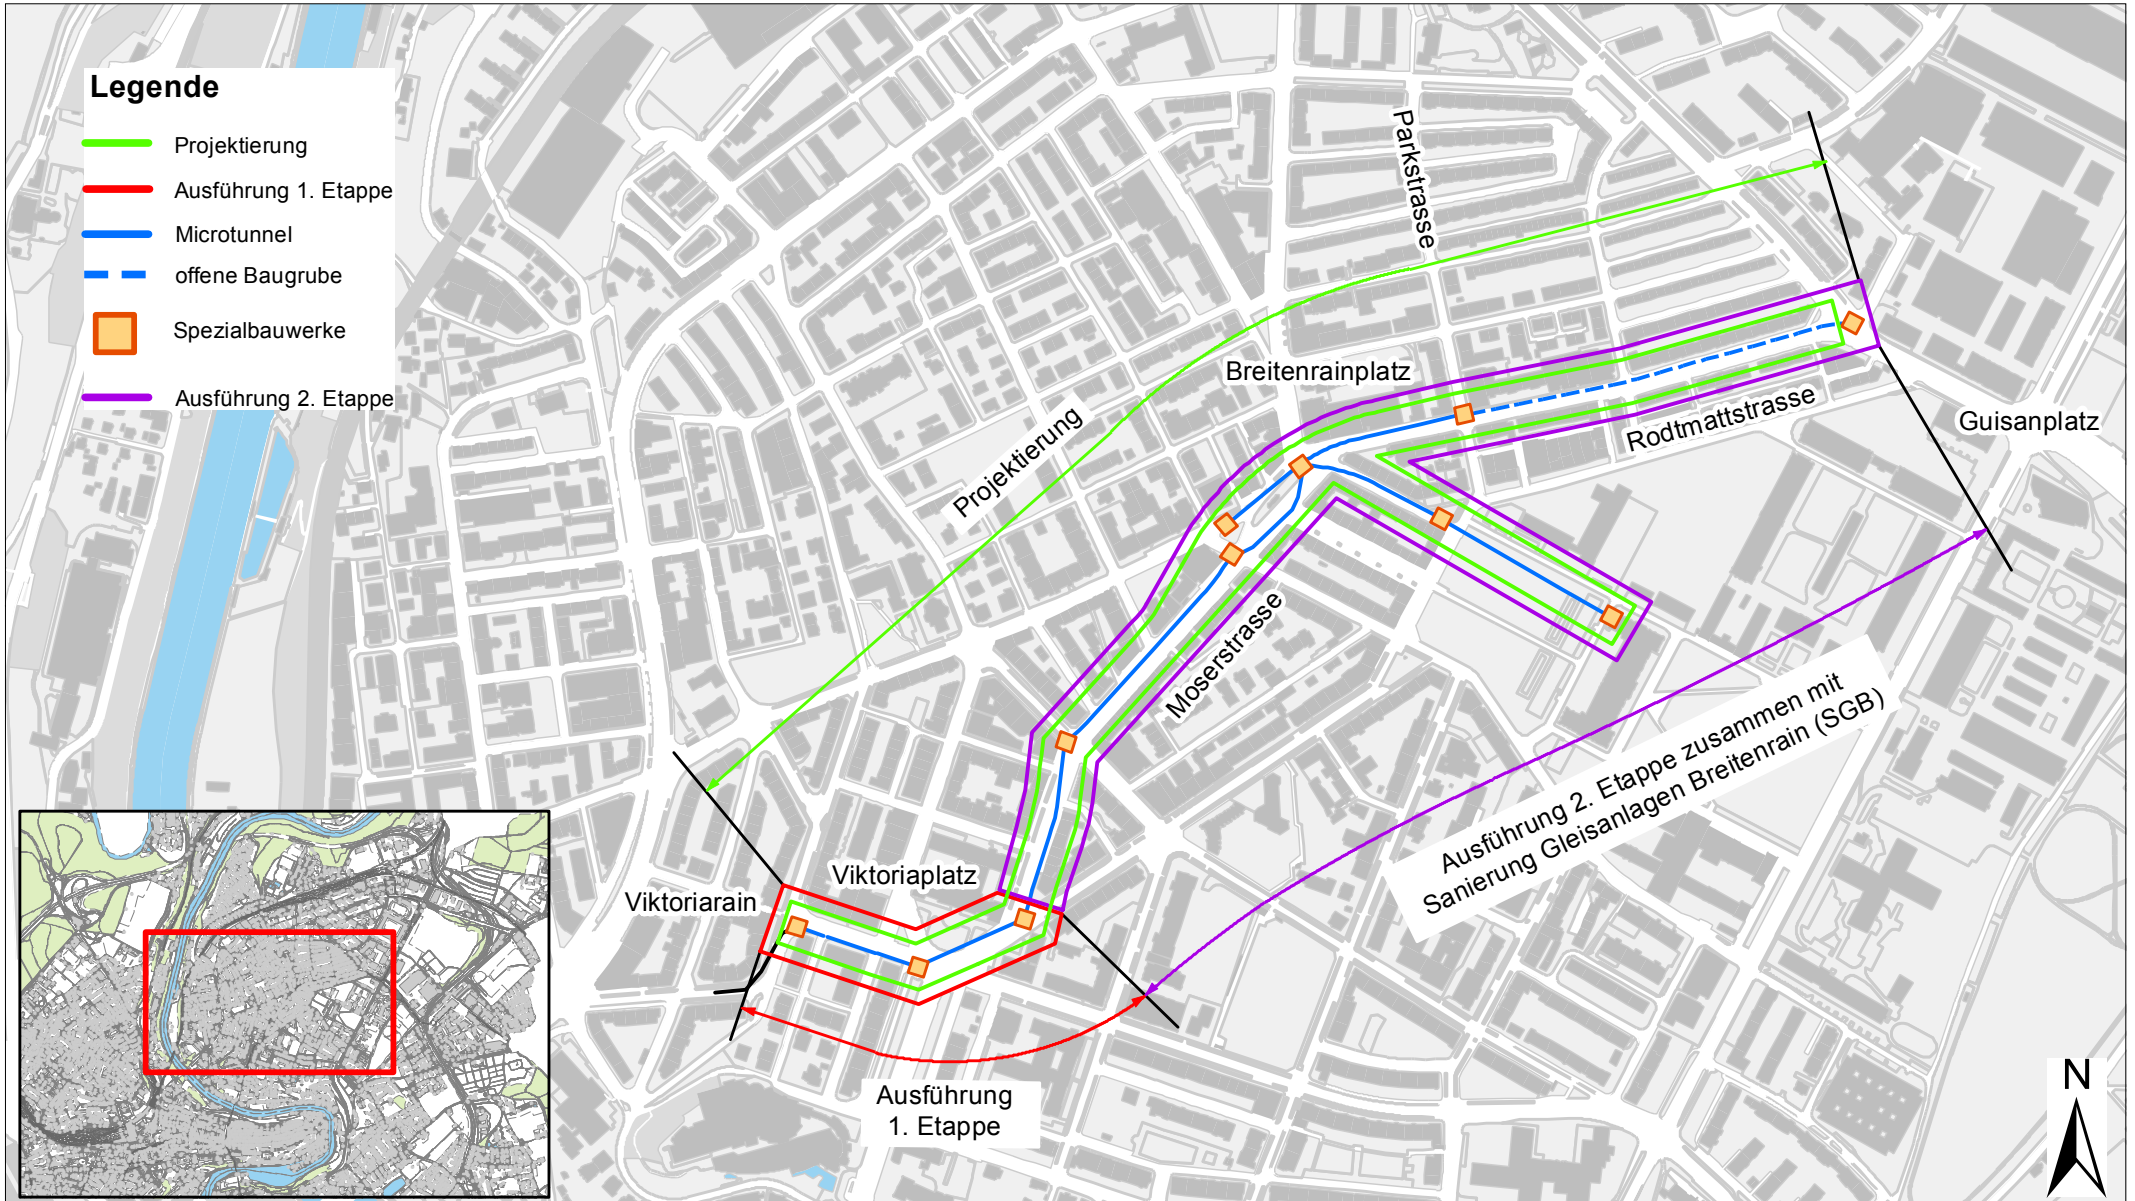 Legende
Projektierung
Ausführung 1. Etappe
Microtunnel
offene Baugrube
Spezialbauwerke
Ausführung 2. Etappe
Parkstrasse
Breitenrainplatz
Projektierung
Rodtmattstrasse
Guisanplatz
Moserstrasse
Ausführung 2. Etappe zusammen mit
Sanierung Gleisanlagen Breitenrain (SGB)
Viktoriaplatz
Viktoriarain
Ausführung
1. Etappe
N